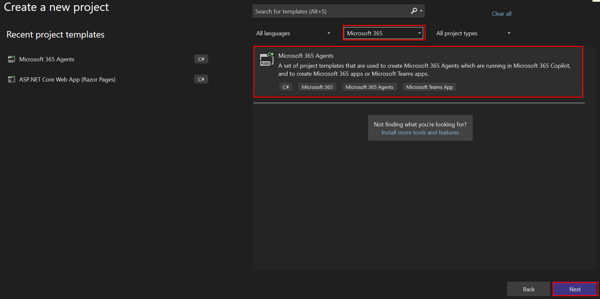 Create a new project
Search for templates (Alt+S)
Clear all
Recent project templates
All languages
Microsoft 365
All project types
Microsoft 365 Agents
C#
ASP.NET Core Web App (Razor Pages)
C#
Microsoft 365 Agents
A set of project templates that are used to create Microsoft 365 Agents which are running in Microsoft 365 Copilot,
and to create Microsoft 365 apps or Microsoft Teams apps.
C#
Microsoft 365
Microsoft 365 Agents
Microsoft Teams App
Not finding what you're looking for?
Install more tools and features
Back
Next